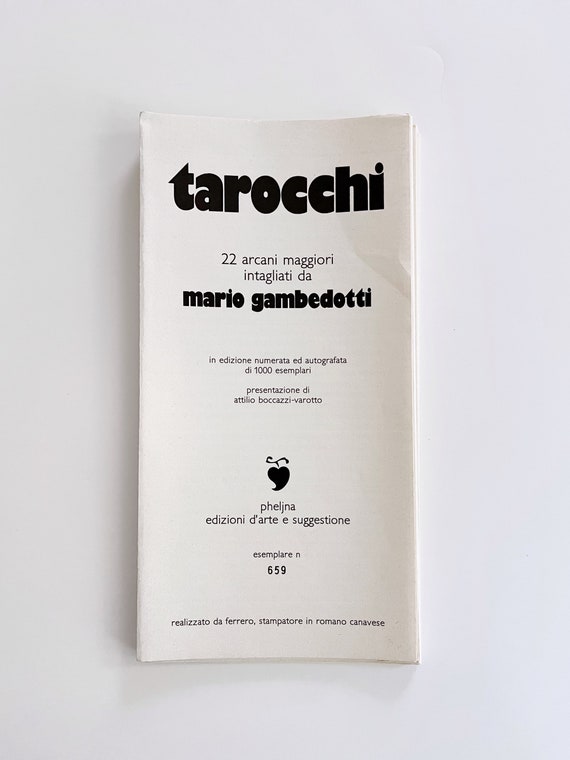 tarocchi
22 arcani maggiori
intagliati da
mario gambedotti
in edizione numerata ed autografata
di 1000 esemplari
presentazione di
attilio boccazzi-varotto
pheljna
edizioni d'arte e suggestione
esemplare n
659
realizzato da ferrero, stampatore in romano canavese